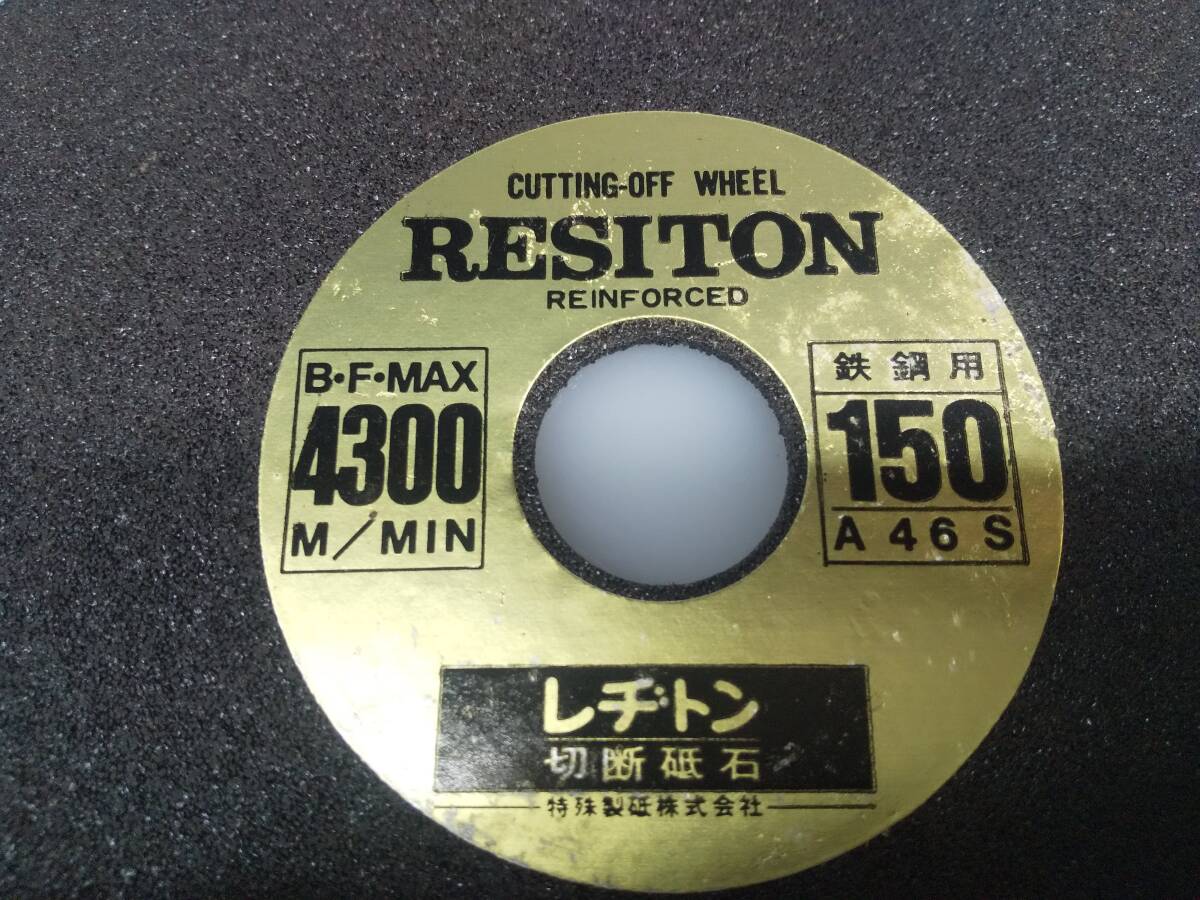 CUTTING-OFF WHEEL
RESITON
REINFORCED
B・F・MAX
4300
M/MIN
鉄鋼用
150
A46S
レヂトン
切断砥石
特殊製砥株式会社